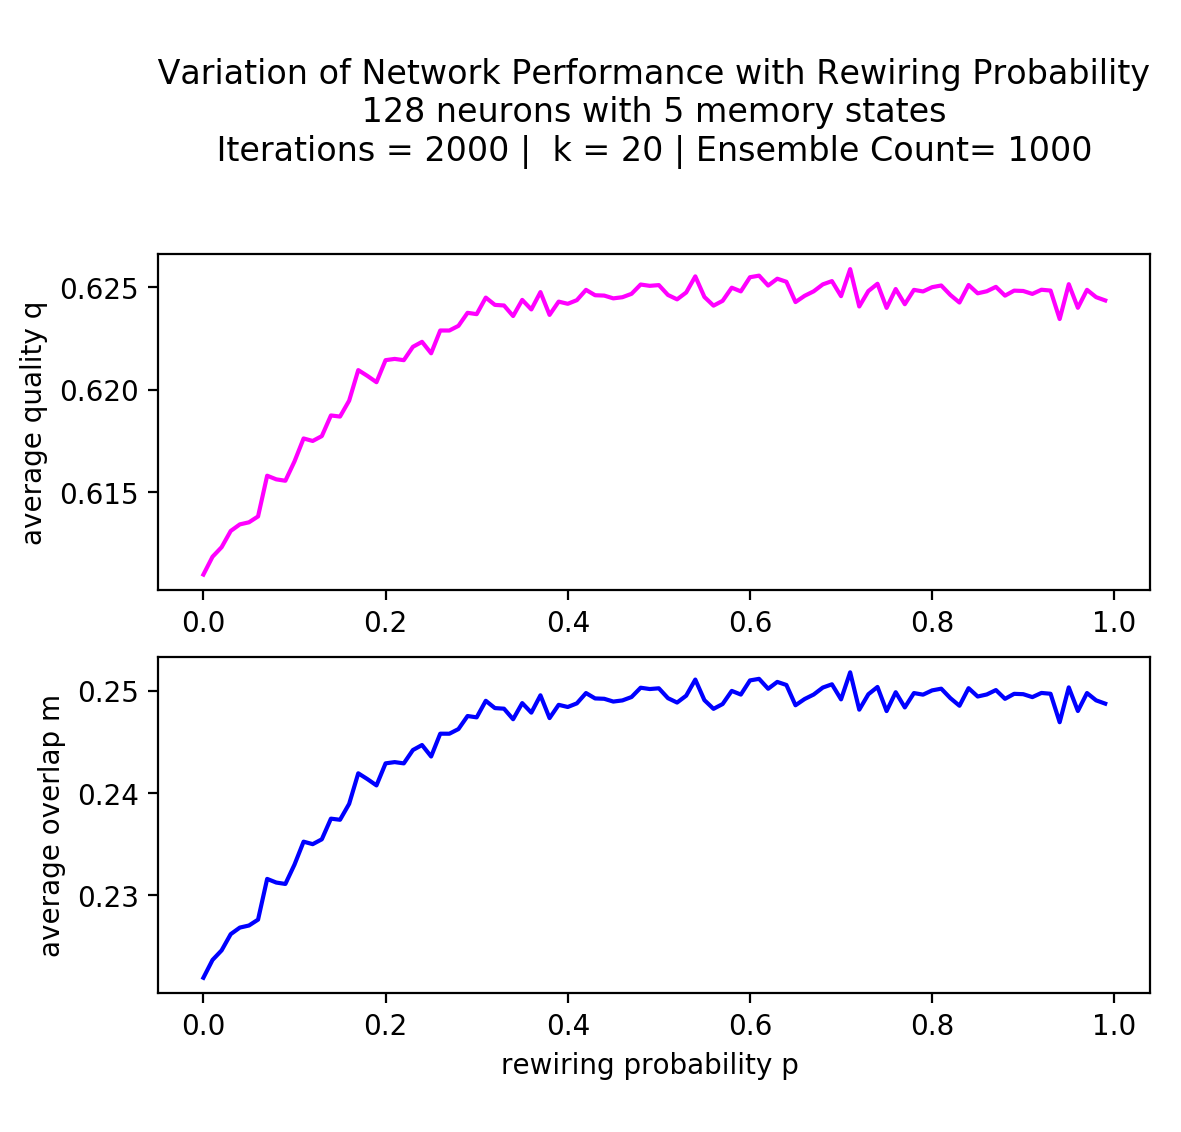 Variation of Network Performance with Rewiring Probability
128 neurons with 5 memory states
Iterations = 2000 |  k = 20 | Ensemble Count= 1000
average quality q
0.625
0.620
0.615
0.0 0.2 0.4 0.6 0.8 1.0
average overlap m
0.25
0.24
0.23
0.0 0.2 0.4 0.6 0.8 1.0
rewiring probability p